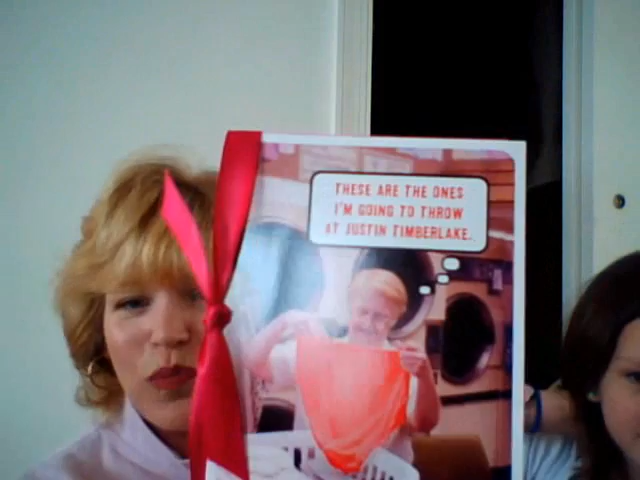 THESE ARE THE ONES
I'M GOING TO THROW
AT JUSTIN TIMBERLAKE.